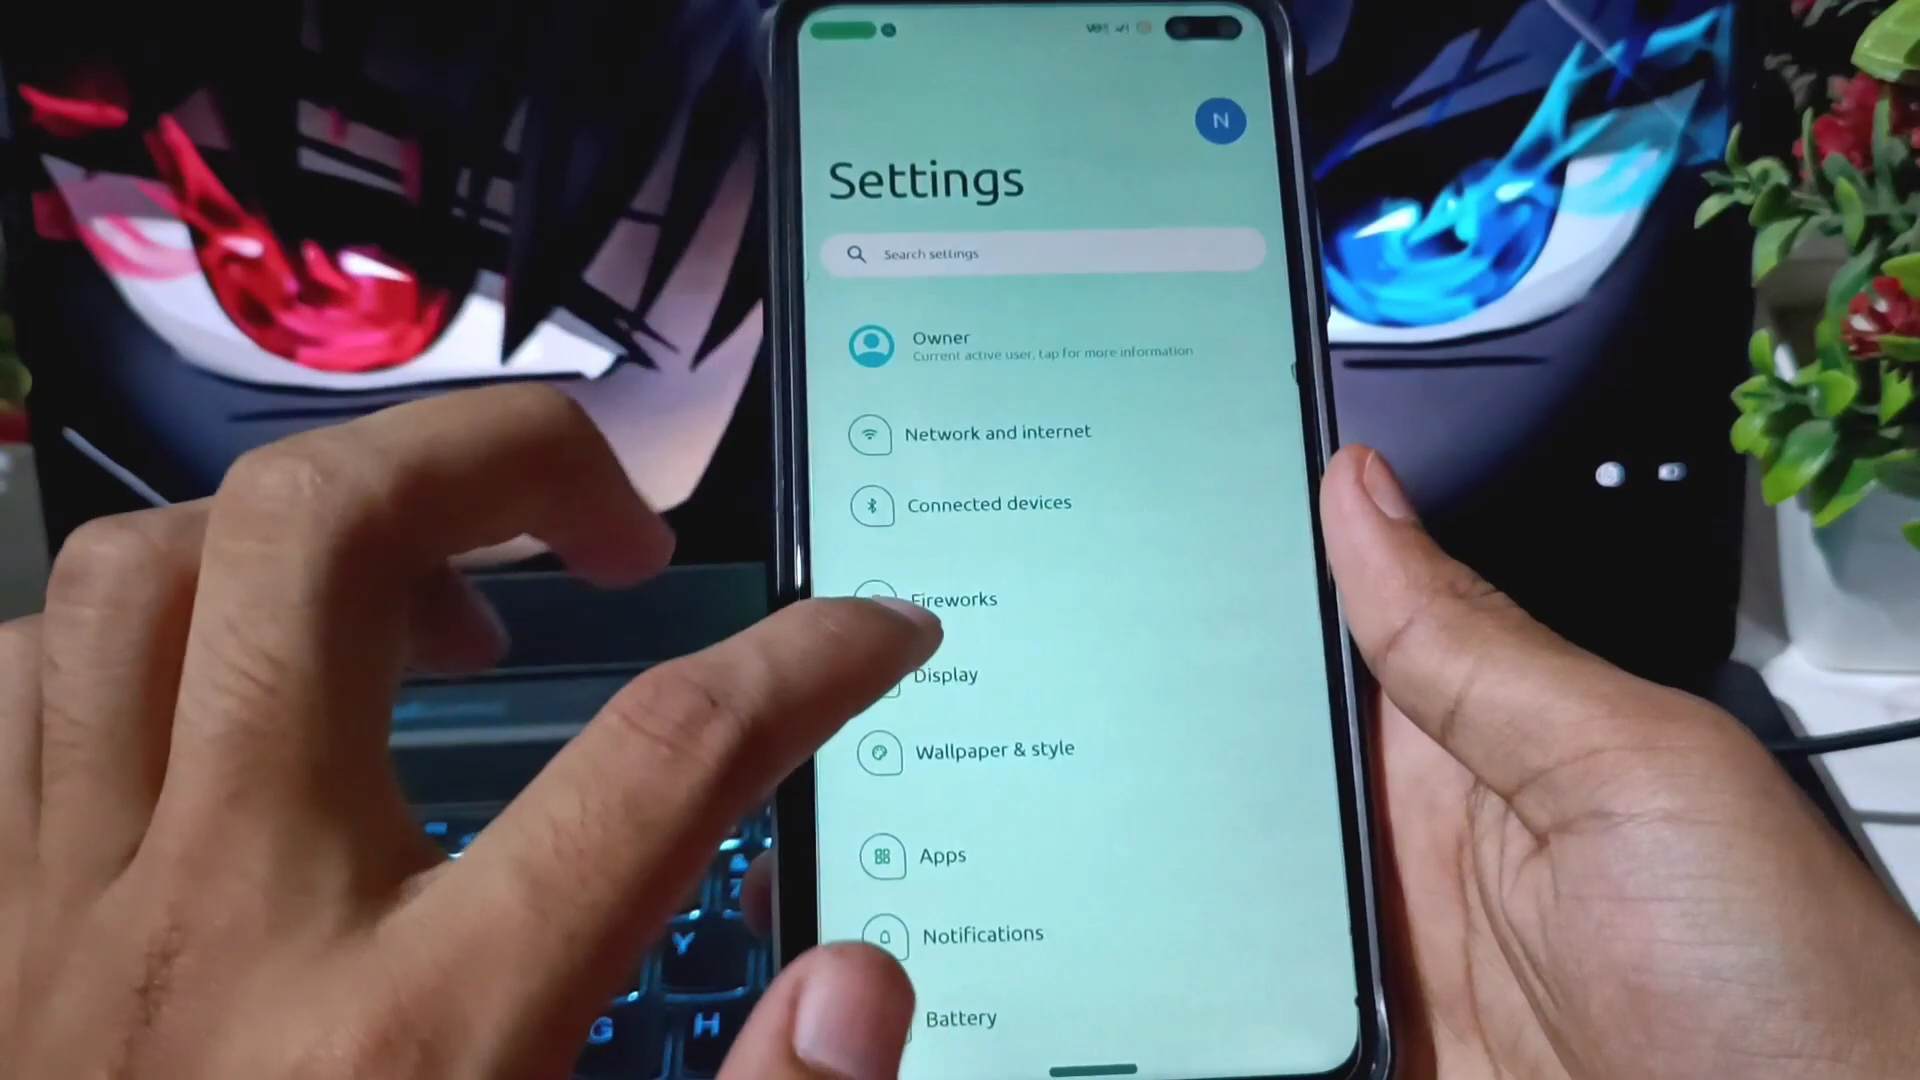 N
Settings
Search settings
Owner
Current active user, tap for more information
Network and internet
Connected devices
Fireworks
Display
Wallpaper & style
Apps
Notifications
Battery
Y
G
H